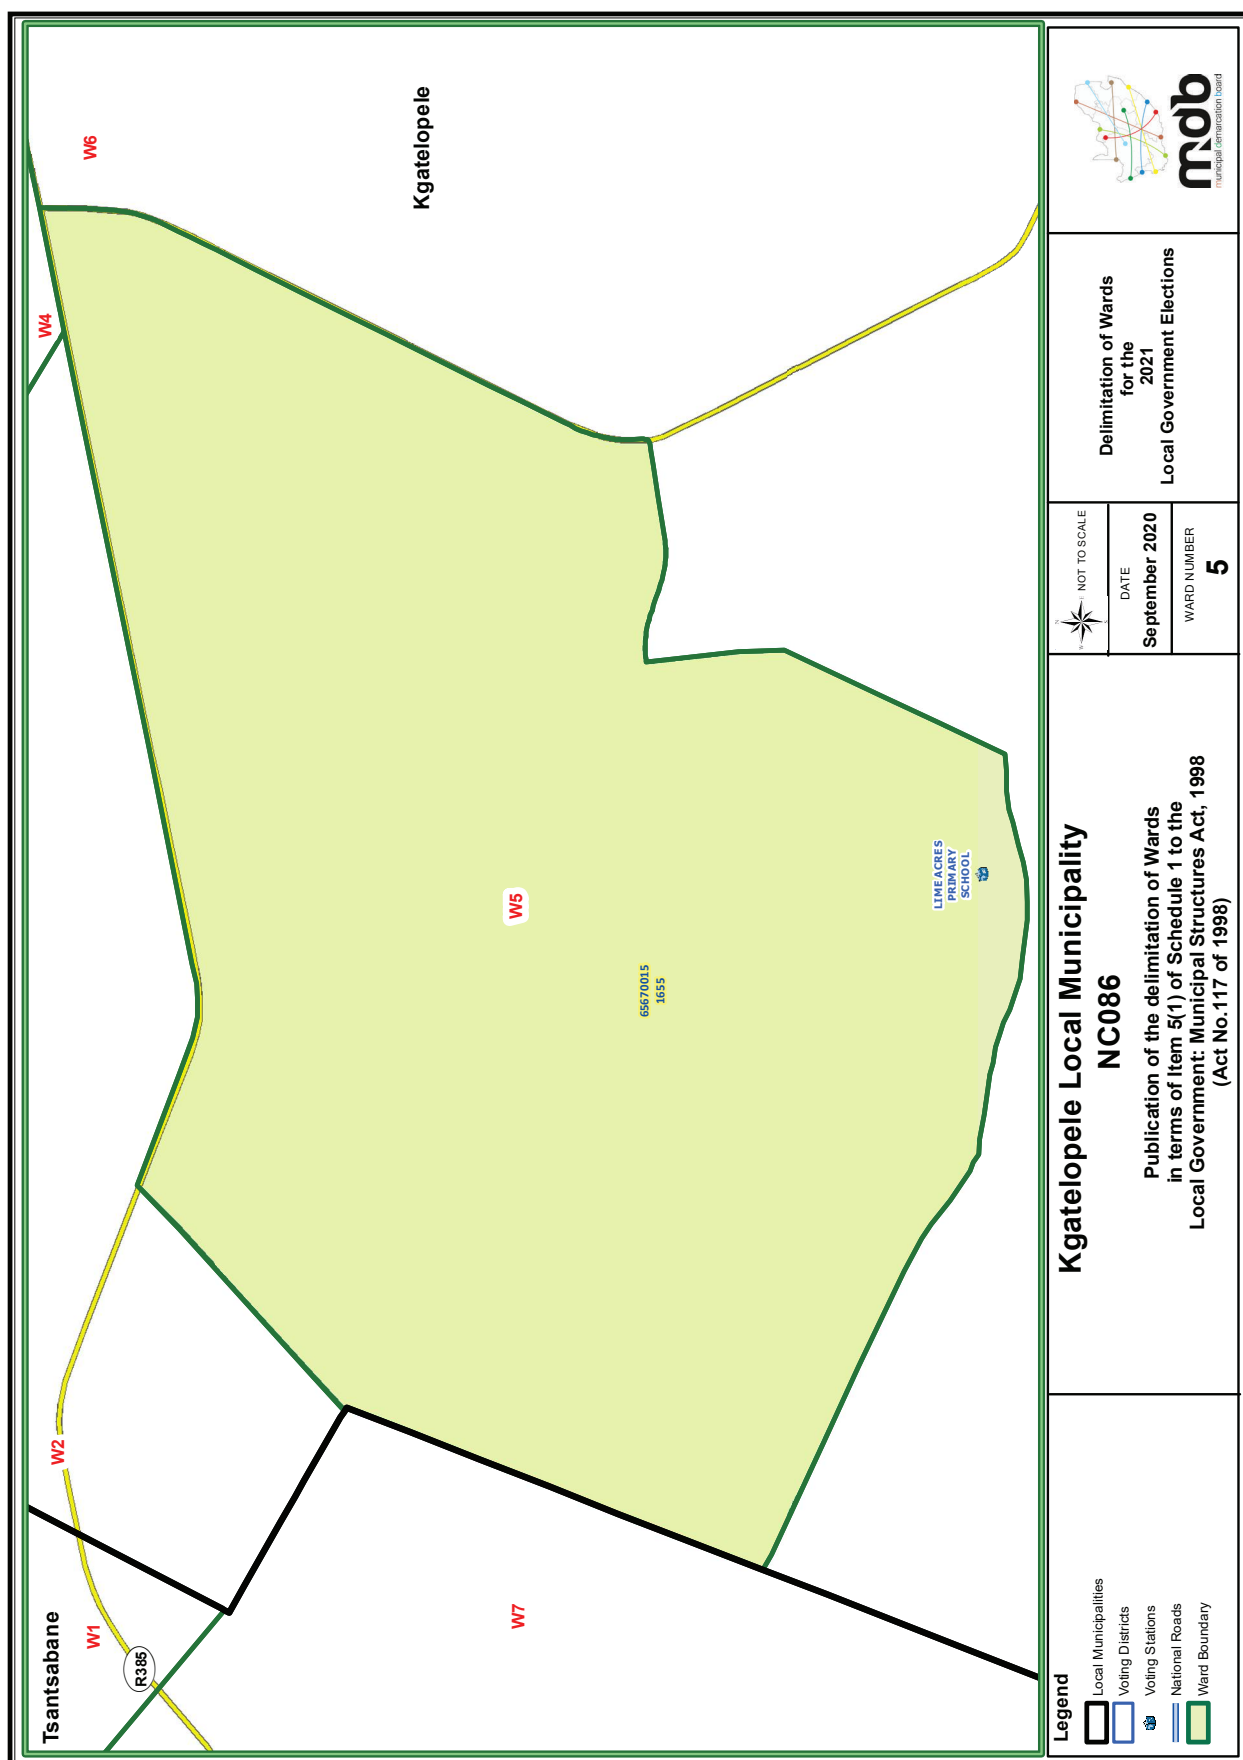 Tsantsabane
W1
R385
W2
W4
W6
Kgatelopele
W7
W5
65670015
1655
LIME ACRES
PRIMARY
SCHOOL
Legend
Local Municipalities
Voting Districts
Voting Stations
National Roads
Ward Boundary
Kgatelopele Local Municipality
NC086
Publication of the delimitation of Wards
in terms of Item 5(1) of Schedule 1 to the
Local Government: Municipal Structures Act, 1998
(Act No.117 of 1998)
N
W
E
S
NOT TO SCALE
DATE
September 2020
WARD NUMBER
5
Delimitation of Wards
for the
2021
Local Government Elections
mdb
municipal demarcation board